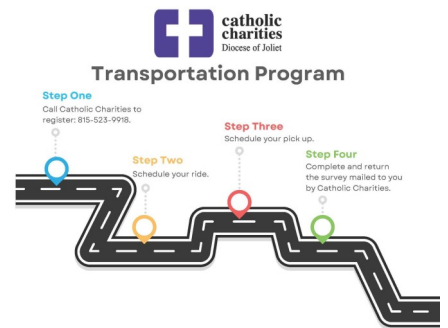 catholic
charities
Diocese of Joliet
Transportation Program
Step One
Call Catholic Charities to
register: 815-523-9918.
Step Two
Schedule your ride.
Step Three
Schedule your pick up.
Step Four
Complete and return
the survey mailed to you
by Catholic Charities.